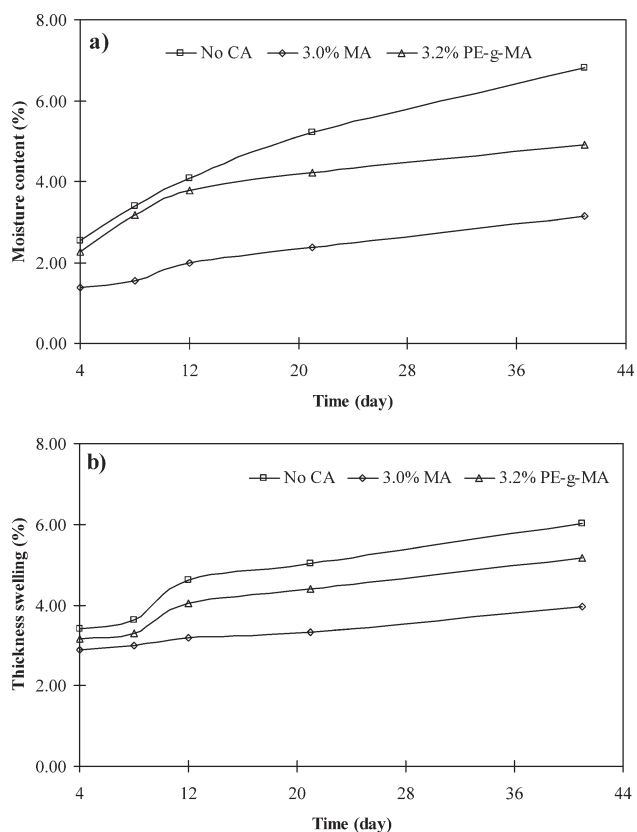 a)
No CA 3.0% MA 3.2% PE-g-MA
8.00
6.00
4.00
2.00
0.00
Moisture content (%)
4 12 20 28 36 44
Time (day)
b)
No CA 3.0% MA 3.2% PE-g-MA
8.00
6.00
4.00
2.00
0.00
Thickness swelling (%)
4 12 20 28 36 44
Time (day)